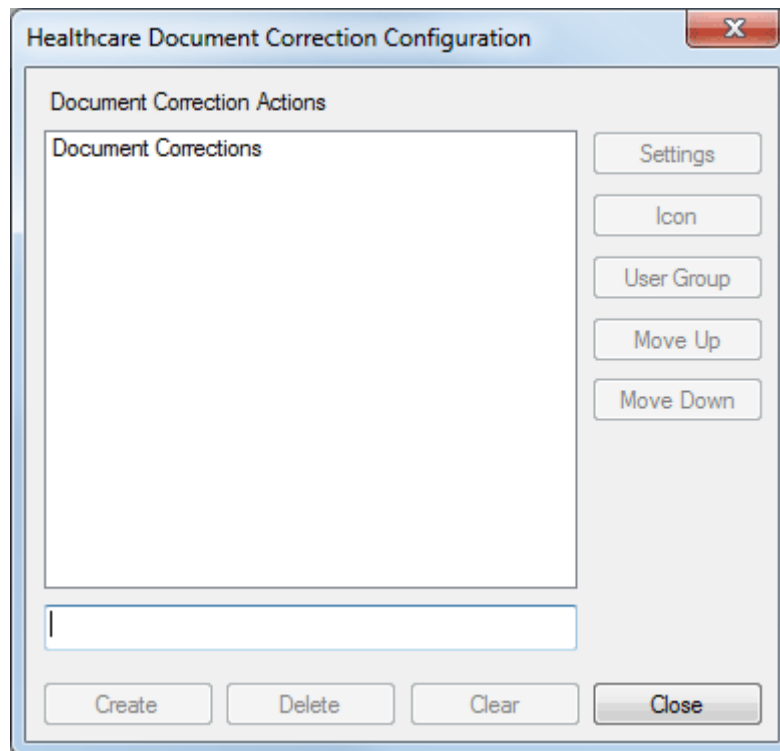 Healthcare Document Correction Configuration
Document Correction Actions
Document Corrections
Settings
Icon
User Group
Move Up
Move Down
Create
Delete
Clear
Close